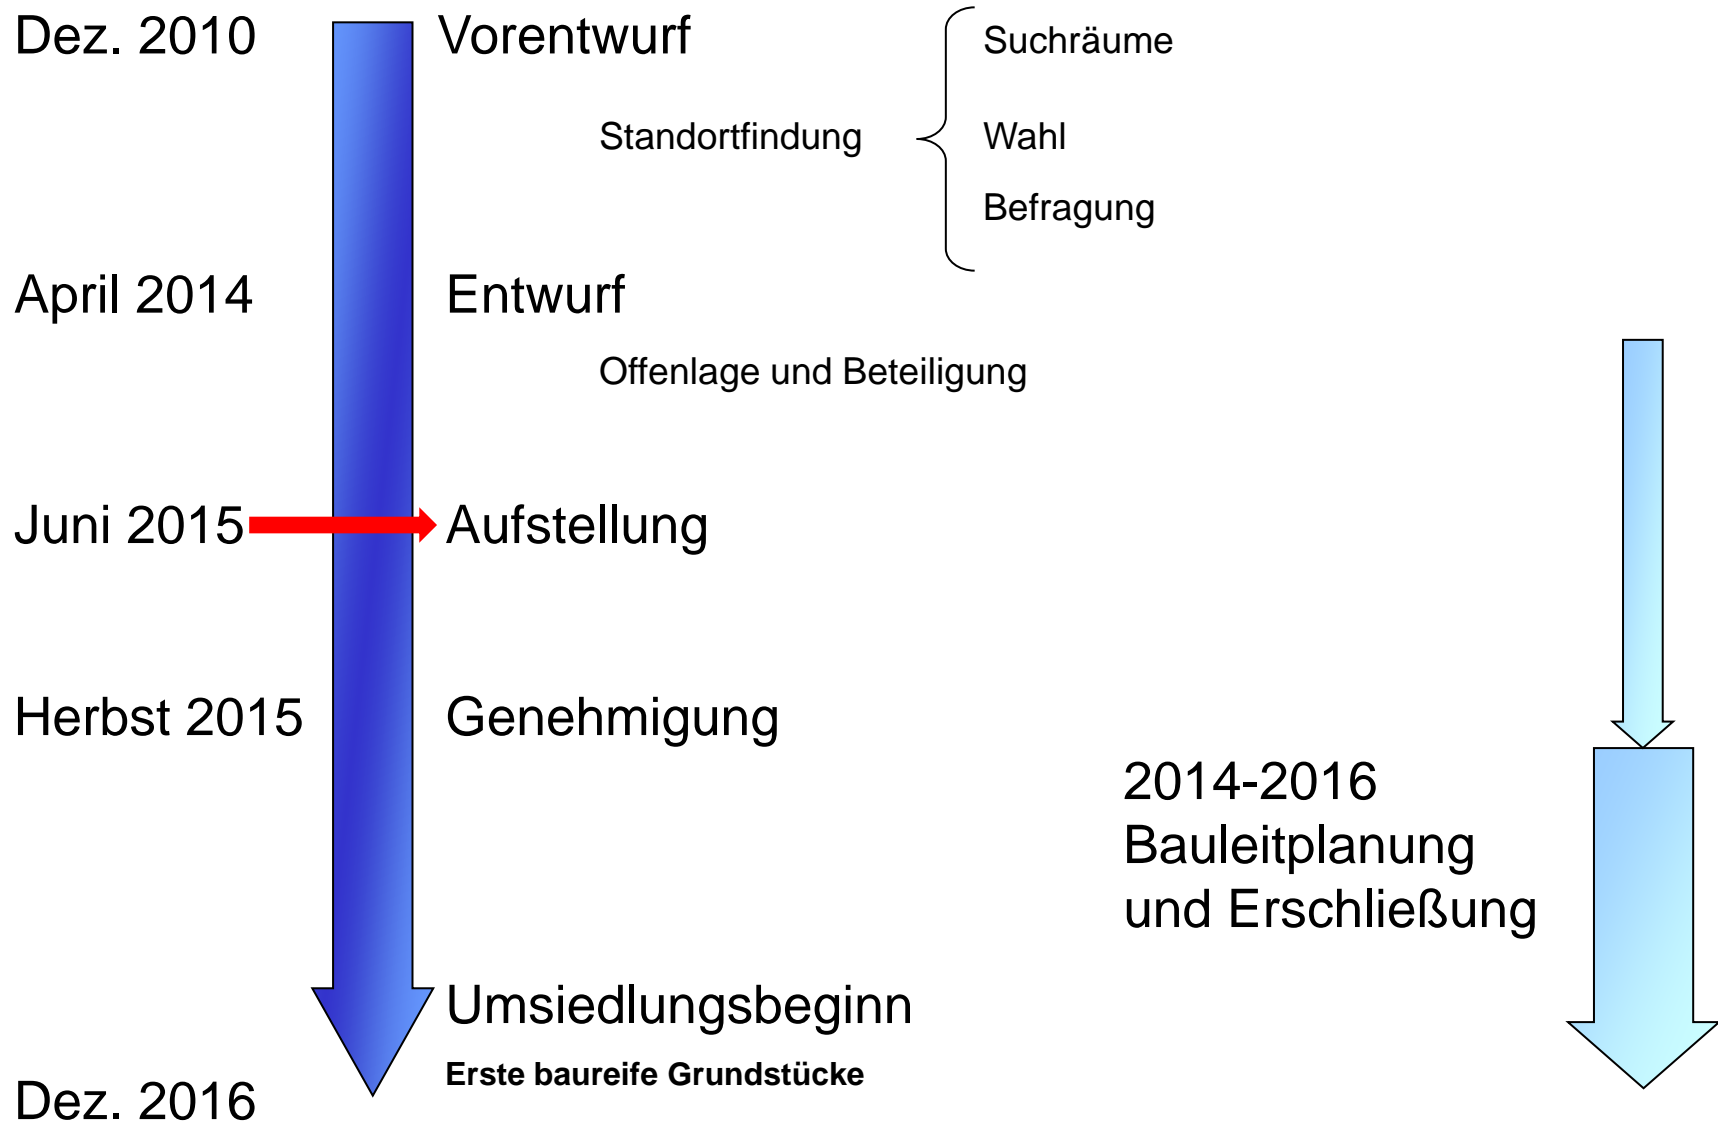 Dez. 2010
Vorentwurf
Suchräume
Standortfindung
Wahl
Befragung
April 2014
Entwurf
Offenlage und Beteiligung
Juni 2015
Aufstellung
Herbst 2015
Genehmigung
2014-2016
Bauleitplanung
und Erschließung
Umsiedlungsbeginn
Erste baureife Grundstücke
Dez. 2016